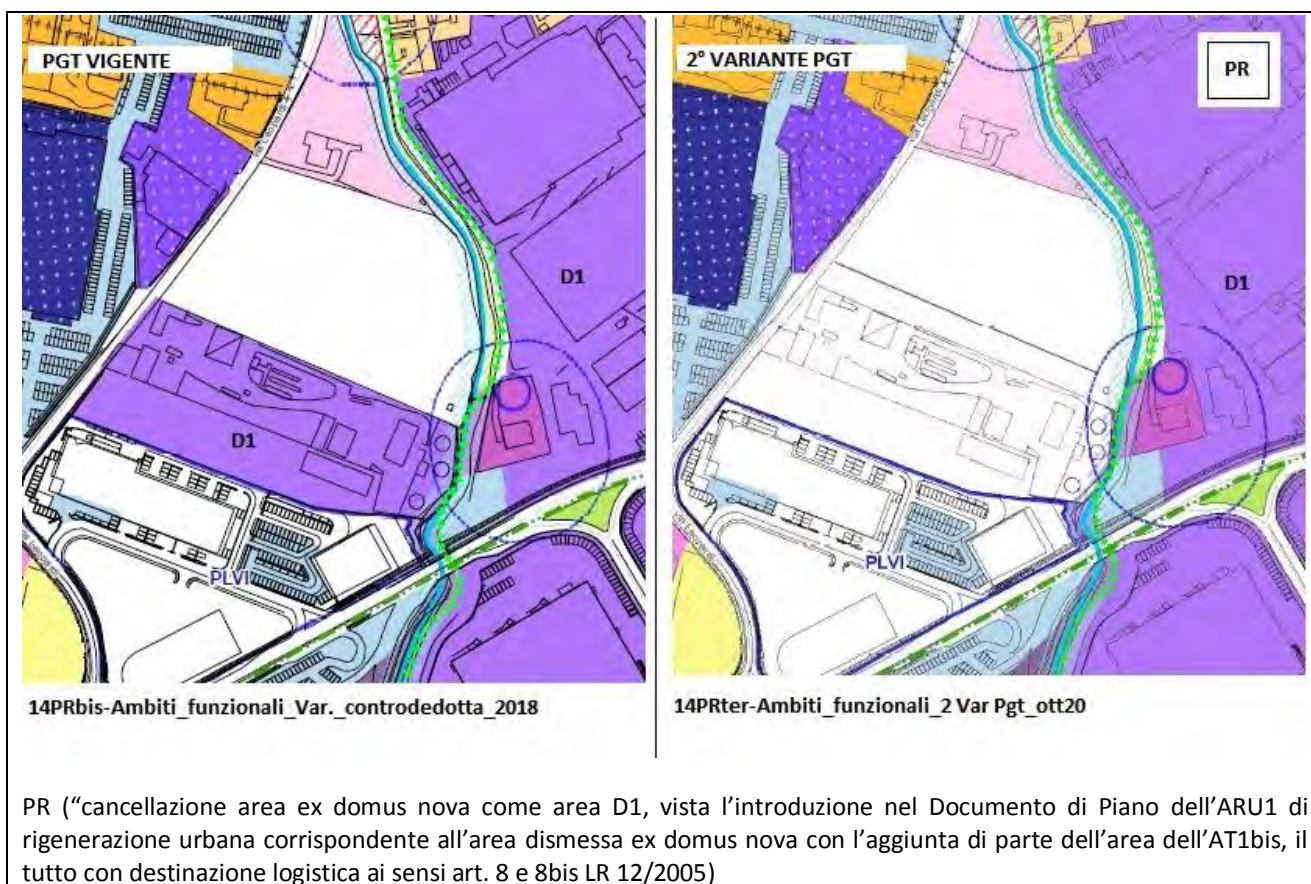 PGT VIGENTE
D1
D1
PLVI
14PRbis-Ambiti_funzionali_Var._controdedotta_2018
2° VARIANTE PGT
PR
D1
PLVI
14PRter-Ambiti_funzionali_2 Var Pgt_ott20
PR (“cancellazione area ex domus nova come area D1, vista l’introduzione nel Documento di Piano dell’ARU1 di
rigenerazione urbana corrispondente all’area dismessa ex domus nova con l’aggiunta di parte dell’area dell’AT1bis, il
tutto con destinazione logistica ai sensi art. 8 e 8bis LR 12/2005)